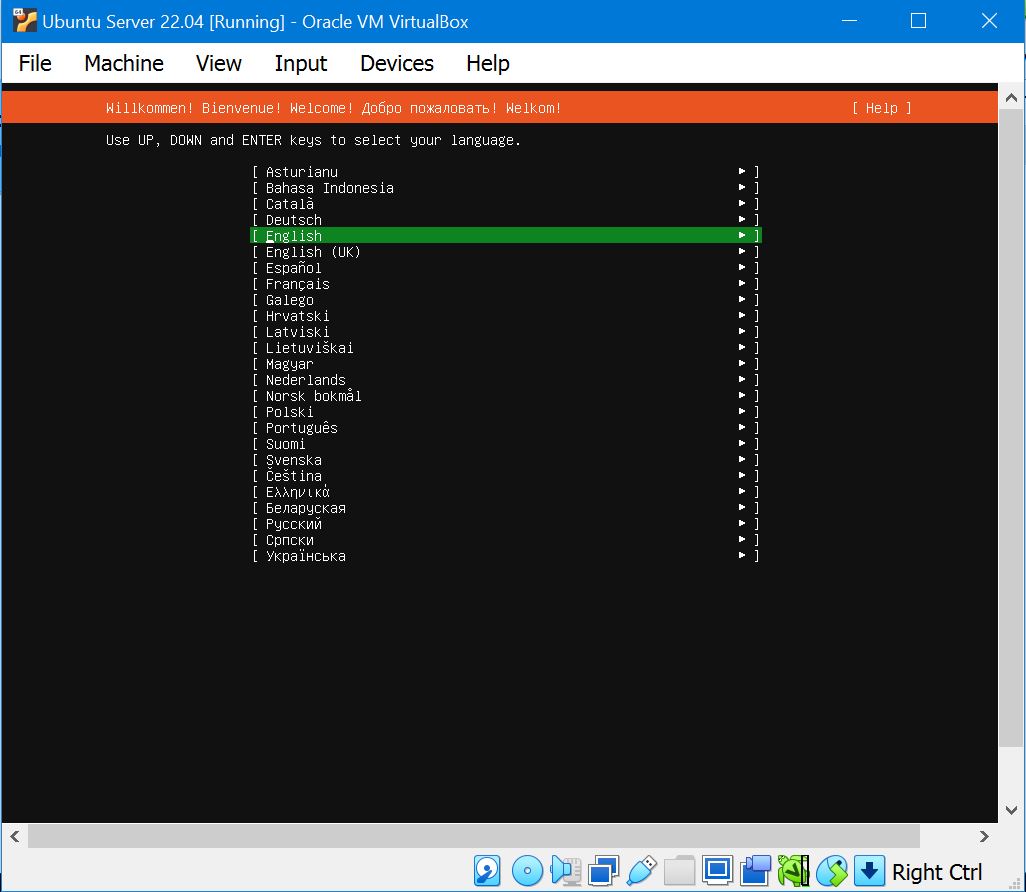 Ubuntu Server 22.04 [Running] - Oracle VM VirtualBox
File Machine View Input Devices Help
Willkommen! Bienvenue! Welcome! Добро пожаловать! Welkom! [ Help ]
Use UP, DOWN and ENTER keys to select your language.
[ Asturianu ► ]
[ Bahasa Indonesia ► ]
[ Català ► ]
[ Deutsch ► ]
[ English ► ]
[ English (UK) ► ]
[ Español ► ]
[ Français ► ]
[ Galego ► ]
[ Hrvatski ► ]
[ Latviski ► ]
[ Lietuviškai ► ]
[ Magyar ► ]
[ Nederlands ► ]
[ Norsk bokmål ► ]
[ Polski ► ]
[ Português ► ]
[ Suomi ► ]
[ Svenska ► ]
[ Čeština ► ]
[ Ελληνικά ► ]
[ Беларуская ► ]
[ Русский ► ]
[ Српски ► ]
[ Українська ► ]
Right Ctrl